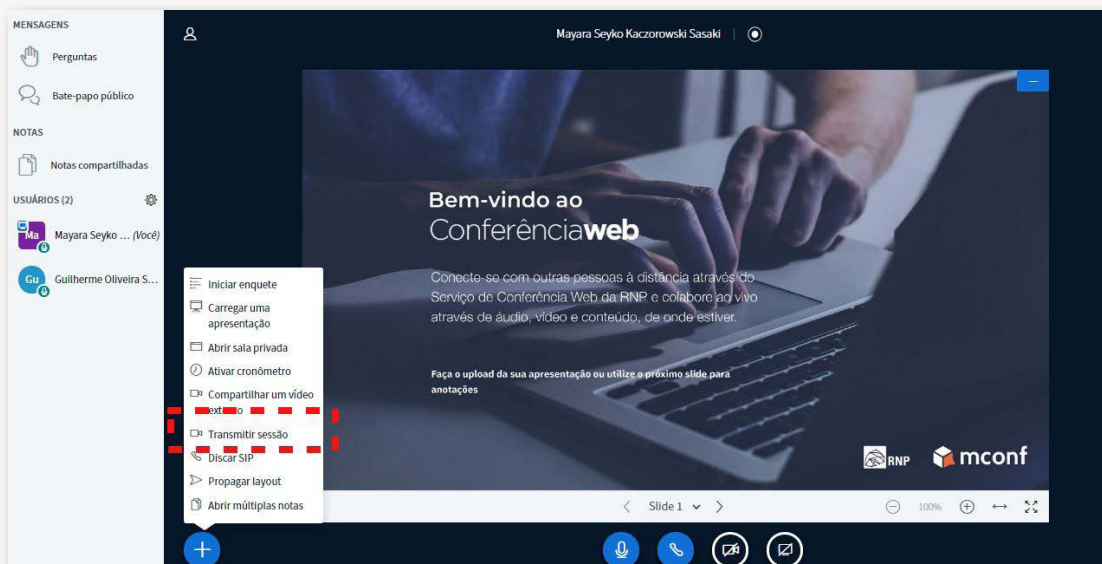 MENSAGENS
Perguntas
Bate-papo público
NOTAS
Notas compartilhadas
USUÁRIOS (2)
Ma
Mayara Seyko ... (Você)
Gu
Guilherme Oliveira S...
Mayara Seyko Kaczorowski Sasaki
Bem-vindo ao
Conferênciaweb
Conecte-se com outras pessoas à distância através do
Serviço de Conferência Web da RNP e colabore ao vivo
através de áudio, vídeo e conteúdo, de onde estiver.
Faça o upload da sua apresentação ou utilize o próximo slide para
anotações
RNP
mconf
Iniciar enquete
Carregar uma
apresentação
Abrir sala privada
Ativar cronômetro
Compartilhar um vídeo
externo
Transmitir sessão
Discar SIP
Propagar layout
Abrir múltiplas notas
Slide 1
100%